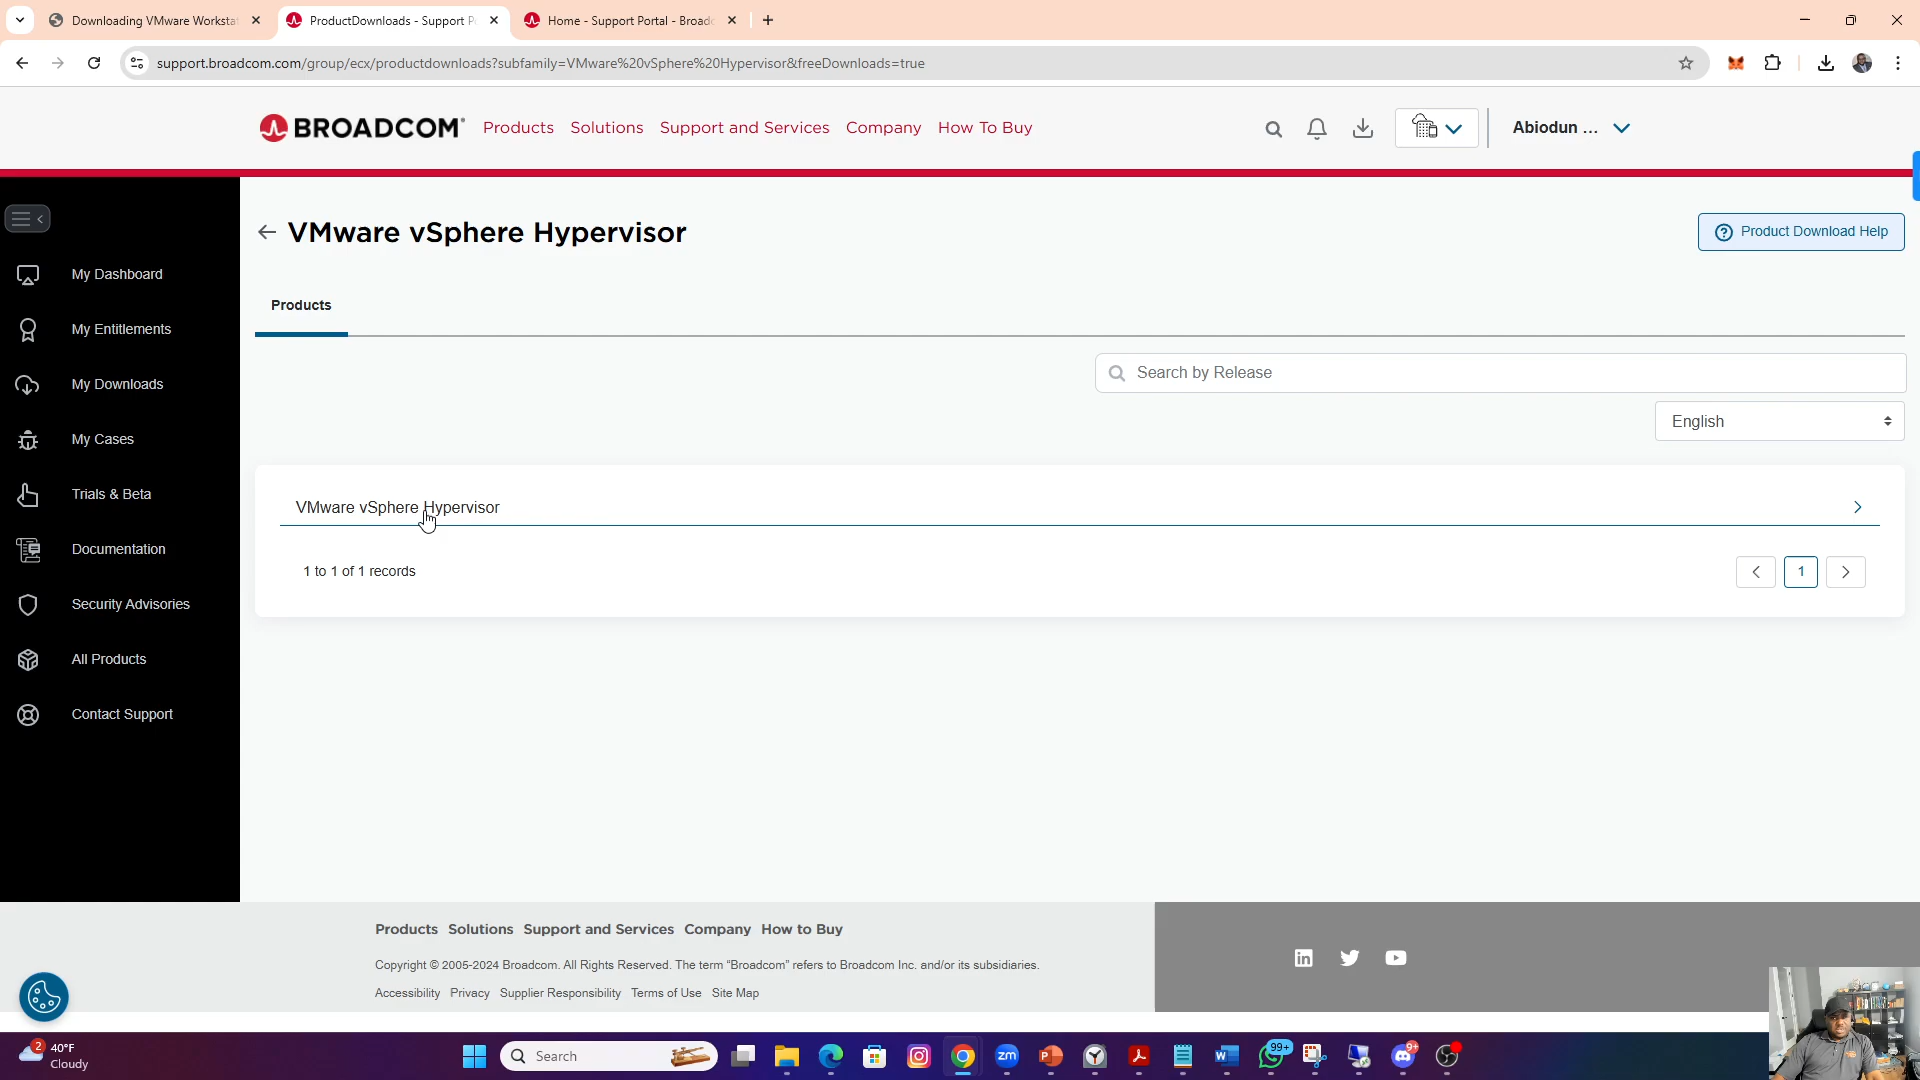 Downloading VMware Worksta
ProductDownloads - Support P
Home - Support Portal - Broad
support.broadcom.com/group/ecx/productdownloads?subfamily=VMware%20vSphere%20Hypervisor&freeDownloads=true
BROADCOM
Products Solutions Support and Services Company How To Buy
Abiodun ...
VMware vSphere Hypervisor
Product Download Help
My Dashboard
My Entitlements
My Downloads
My Cases
Trials & Beta
Documentation
Security Advisories
All Products
Contact Support
Products
Search by Release
English
VMware vSphere Hypervisor
1 to 1 of 1 records
1
Products Solutions Support and Services Company How to Buy
Copyright © 2005-2024 Broadcom. All Rights Reserved. The term “Broadcom” refers to Broadcom Inc. and/or its subsidiaries.
Accessibility Privacy Supplier Responsibility Terms of Use Site Map
2
40°F
Cloudy
Search
zm
P
W
99+
9+